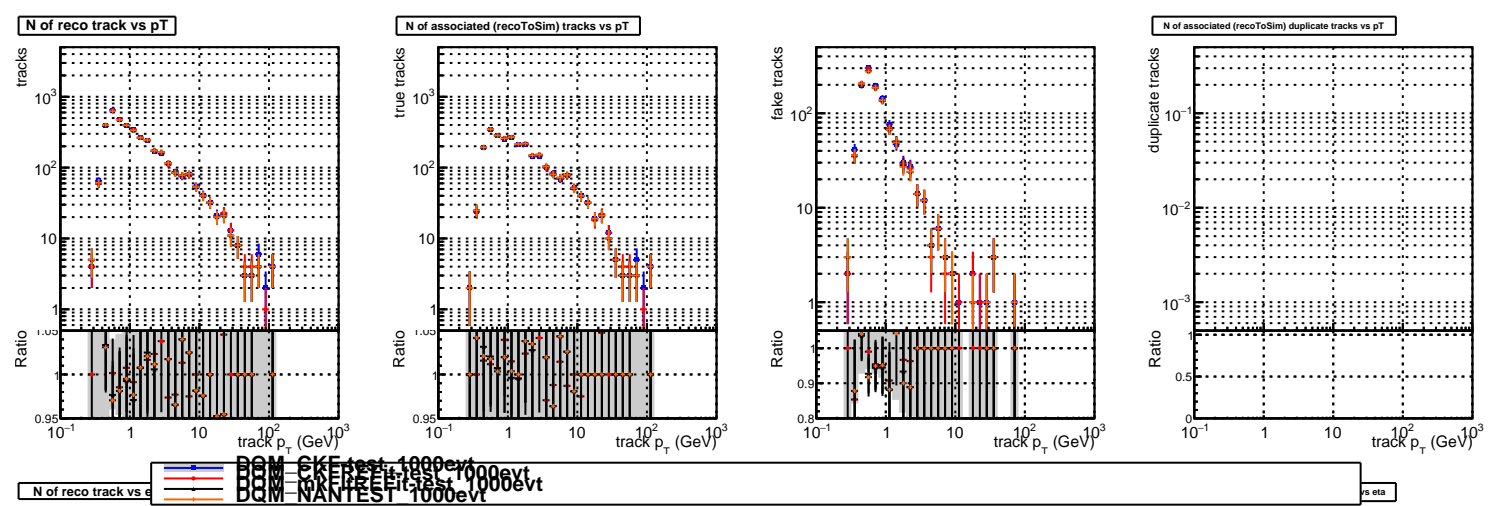 N of reco track vs pT
N of associated (recoToSim) tracks vs pT
N of associated (recoToSim) duplicate tracks vs pT
tracks
10³
10²
10
1
Ratio
1.05
1
0.95
10⁻¹ 1 10 10² 10³
track p_T (GeV)
true tracks
10³
10²
10
1
Ratio
1
0.95
10⁻¹ 1 10 10² 10³
track p_T (GeV)
fake tracks
10²
10
1
Ratio
1
0.9
0.8
10⁻¹ 1 10 10² 10³
track p_T (GeV)
duplicate tracks
10⁻¹
10⁻²
10⁻³
Ratio
1
0.5
0
10⁻¹ 1 10 10² 10³
track p_T (GeV)
DQM_CKF-test_1000evt
DQM_CKFREFit-test_1000evt
DQM_mkFitREFit-test_1000evt
DQM_NANTEST_1000evt
N of reco track vs e
vs eta